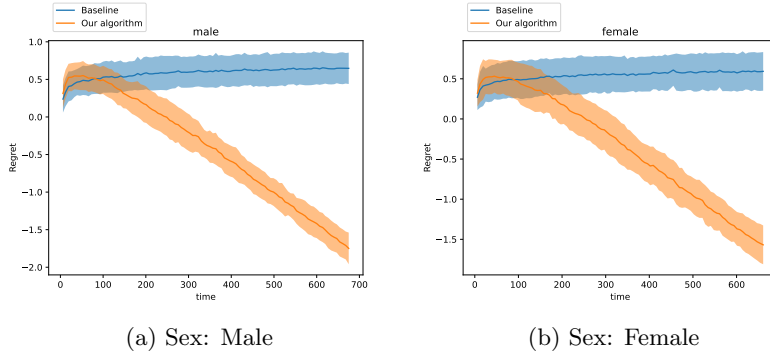 Baseline
Our algorithm
male
1.0
0.5
0.0
−0.5
−1.0
−1.5
−2.0
Regret
0 100 200 300 400 500 600 700
time
(a) Sex: Male
Baseline
Our algorithm
female
0.5
0.0
−0.5
−1.0
−1.5
Regret
0 100 200 300 400 500 600
time
(b) Sex: Female